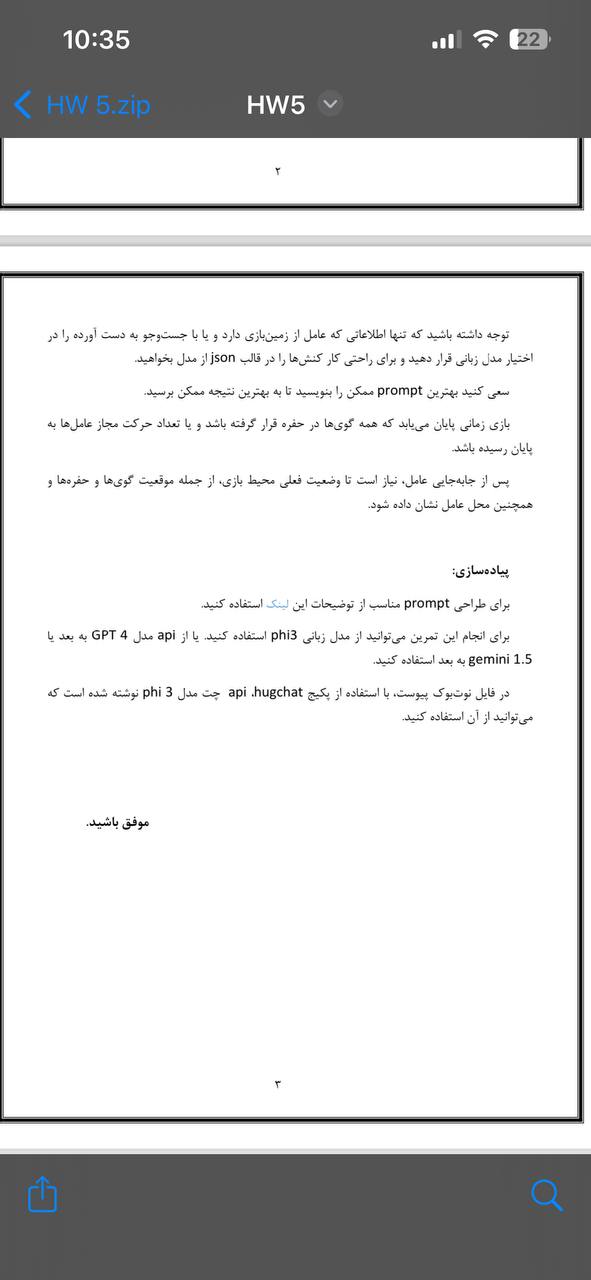 10:35
22
HW 5.zip
HW5
۲
توجه داشته باشید که تنها اطلاعاتی که عامل از زمین‌بازی دارد و یا با جست‌وجو به دست آورده را در
اختیار مدل زبانی قرار دهید و برای راحتی کار کنش‌ها را در قالب json از مدل بخواهید.
سعی کنید بهترین prompt ممکن را بنویسید تا به بهترین نتیجه ممکن برسید.
بازی زمانی پایان می‌یابد که همه گوی‌ها در حفره قرار گرفته باشد و یا تعداد حرکت مجاز عامل‌ها به
پایان رسیده باشد.
پس از جابه‌جایی عامل، نیاز است تا وضعیت فعلی محیط بازی، از جمله موقعیت گوی‌ها و حفره‌ها و
همچنین محل عامل نشان داده شود.
پیاده‌سازی:
برای طراحی prompt مناسب از توضیحات این لینک استفاده کنید.
برای انجام این تمرین می‌توانید از مدل زبانی phi3 استفاده کنید. یا از api مدل GPT 4 به بعد یا
gemini 1.5 به بعد استفاده کنید.
در فایل نوت‌بوک پیوست، با استفاده از پکیج hugchat، api چت مدل phi 3 نوشته شده است که
می‌توانید از آن استفاده کنید.
موفق باشید.
۳